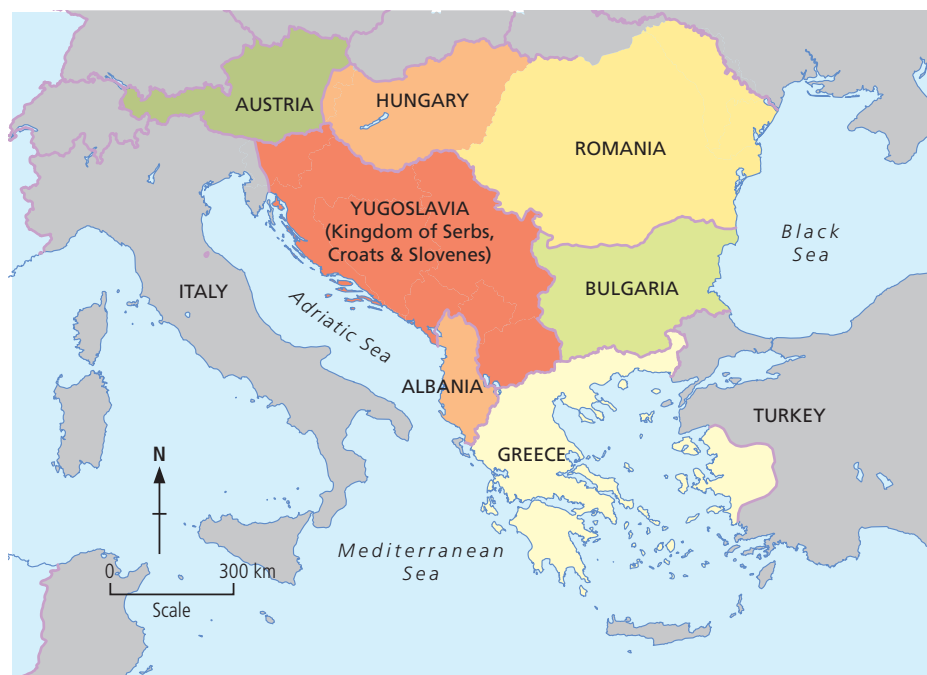 AUSTRIA
HUNGARY
ROMANIA
YUGOSLAVIA
(Kingdom of Serbs,
Croats & Slovenes)
Black
Sea
ITALY
BULGARIA
Adriatic Sea
ALBANIA
TURKEY
GREECE
N
Mediterranean
Sea
0
300 km
Scale